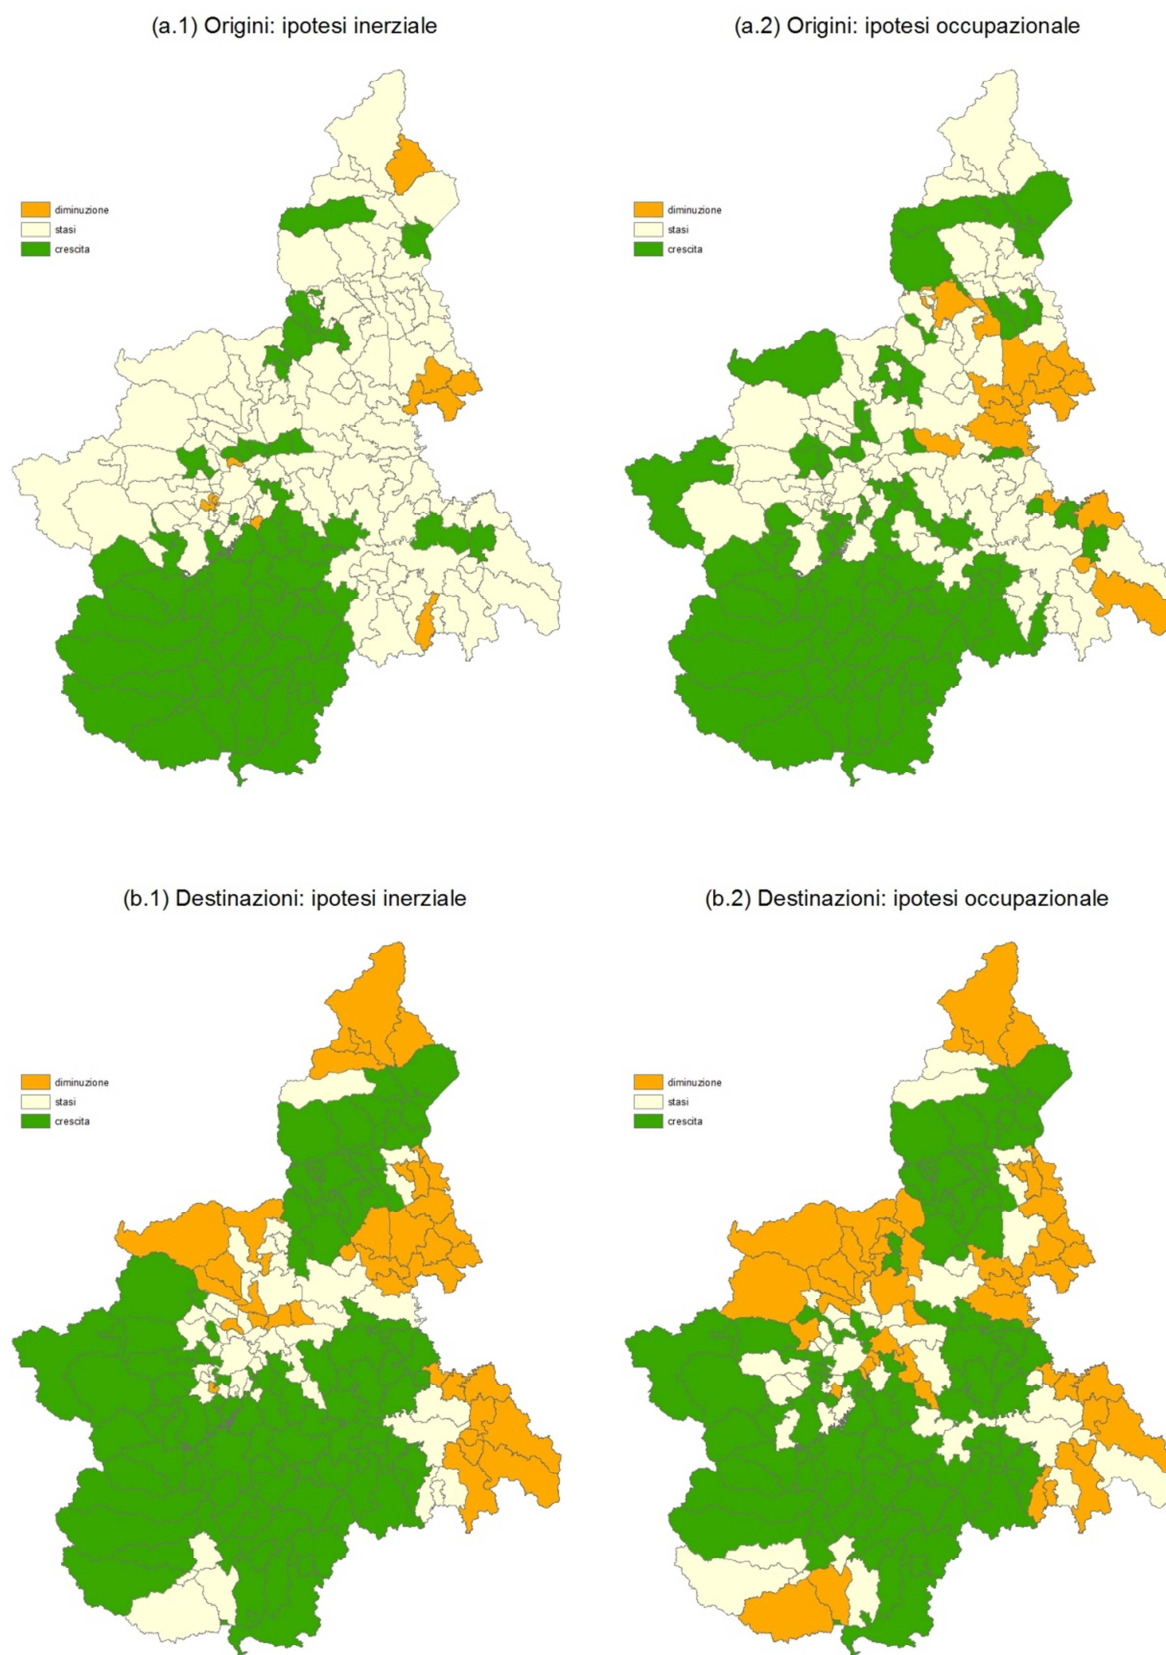 (a.1) Origini: ipotesi inerziale
(a.2) Origini: ipotesi occupazionale
diminuzione
stasi
crescita
diminuzione
stasi
crescita
(b.1) Destinazioni: ipotesi inerziale
(b.2) Destinazioni: ipotesi occupazionale
diminuzione
stasi
crescita
diminuzione
stasi
crescita